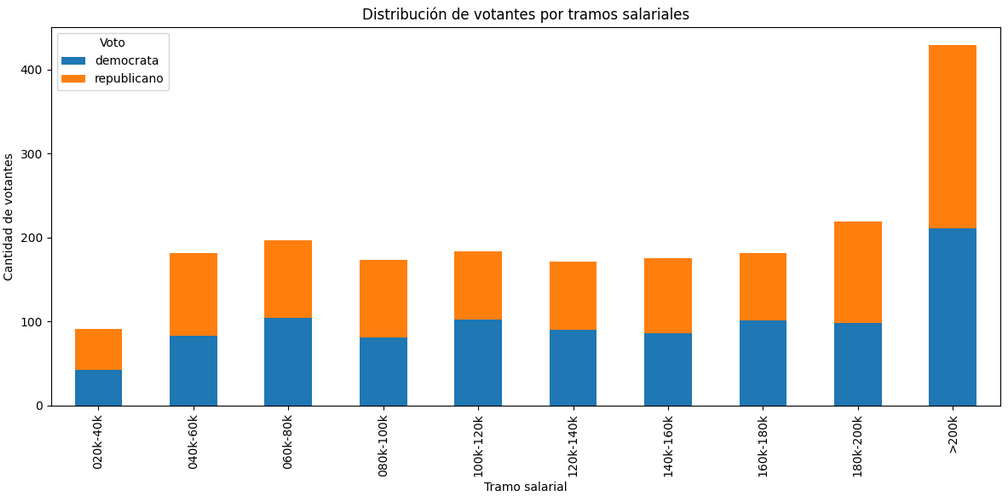 Distribución de votantes por tramos salariales
Voto
democrata
republicano
Cantidad de votantes
400
300
200
100
0
020k-40k
040k-60k
060k-80k
080k-100k
100k-120k
120k-140k
140k-160k
160k-180k
180k-200k
>200k
Tramo salarial